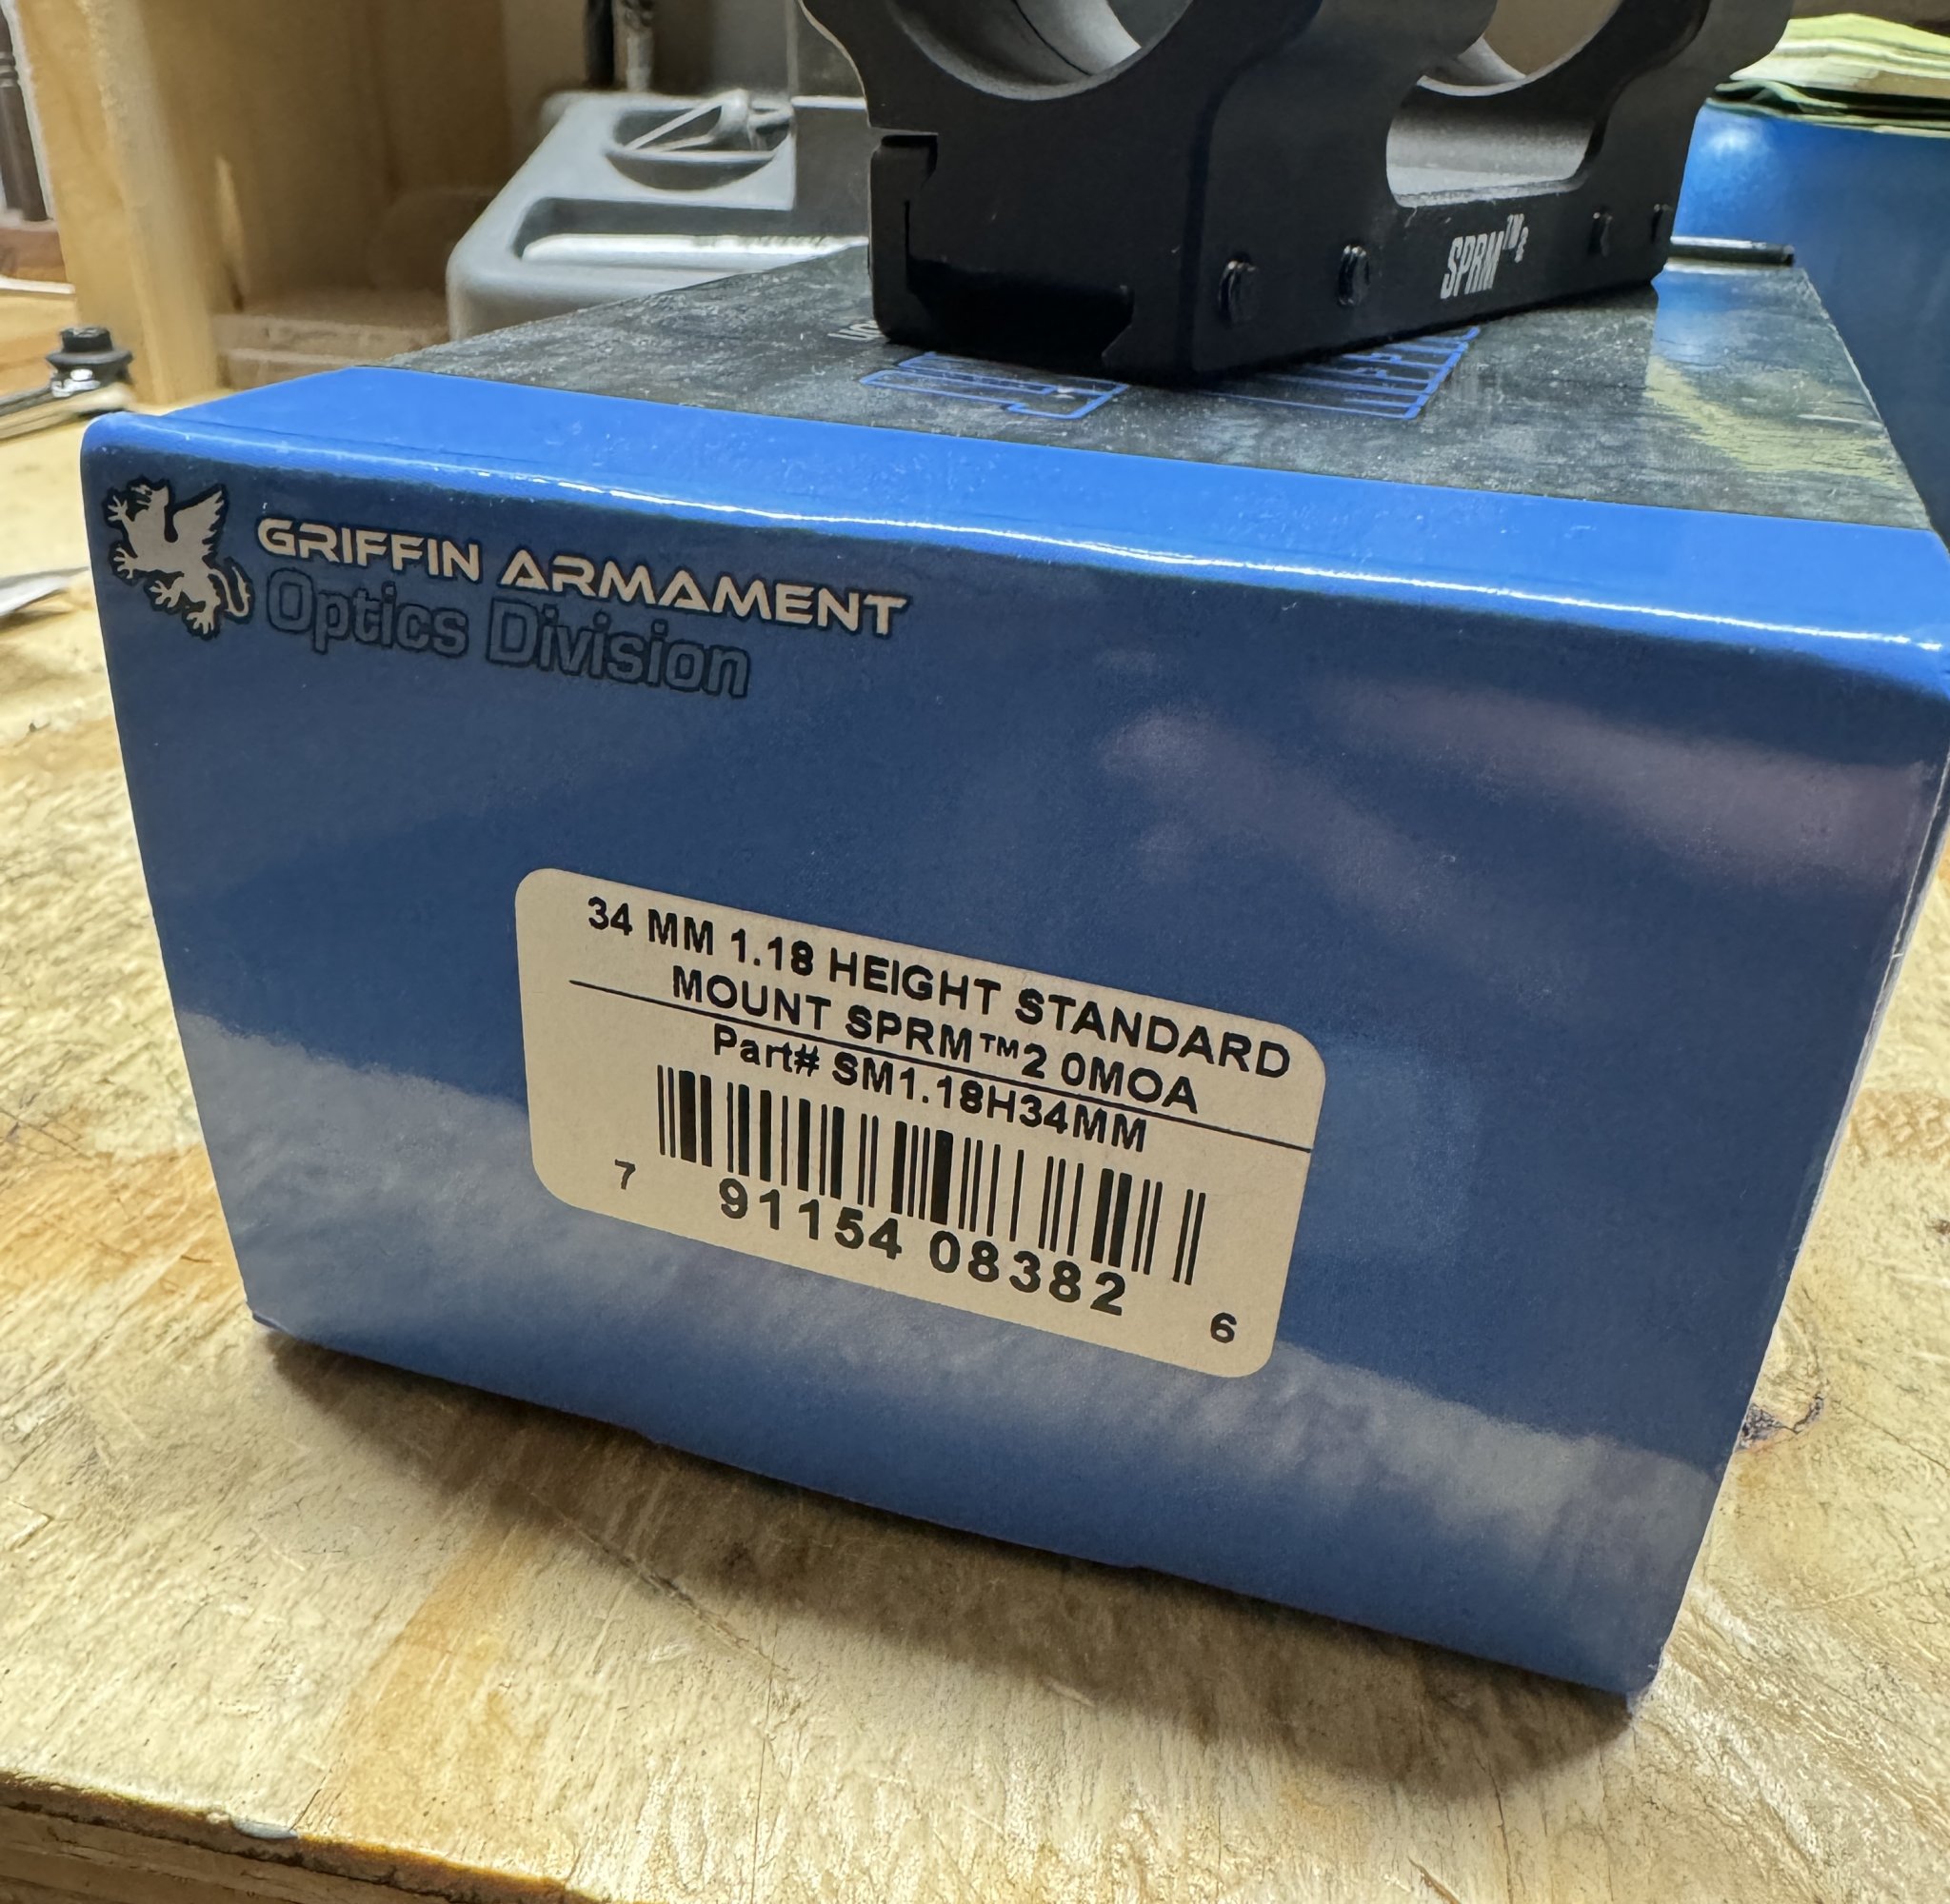 SPRM™2
GRIFFIN ARMAMENT
Optics Division
34 MM 1.18 HEIGHT STANDARD
MOUNT SPRM™2 0MOA
Part# SM1.18H34MM
7 91154 08382 6